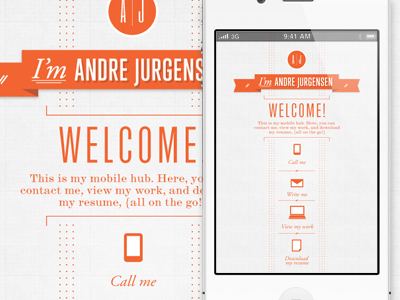 A J
I'm ANDRE JURGENS
WELCOME
This is my mobile hub. Here, you
contact me, view my work, and do
my resume, (all on the go!
Call me
3G 9:41 AM
A J
I'm ANDRE JURGENSEN
WELCOME!
This is my mobile hub. Here, you can
contact me, view my work, and download
my resume, (all on the go!)
Call me
Write me
View my work
Download
my resume